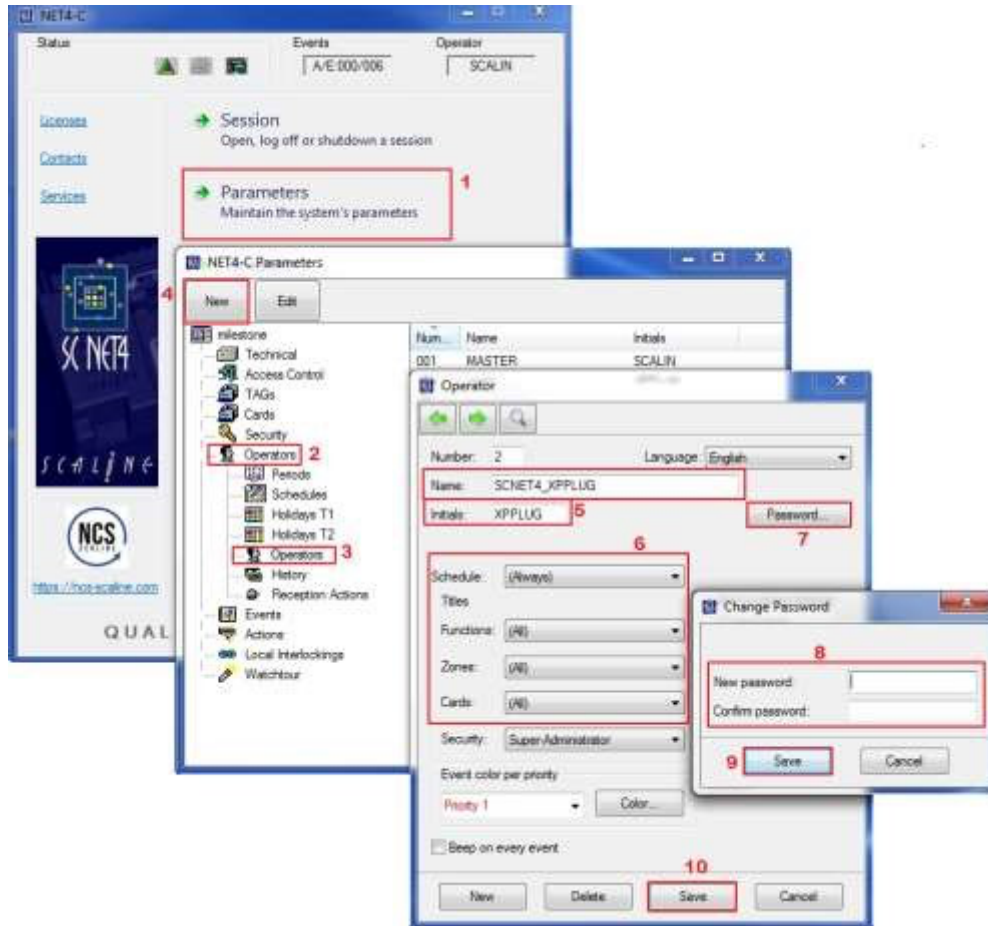 NET4-C
Status
Events
Operator
A/E:000/006
SCALIN
Licenses
Contacts
Services
Session
Open, log off or shutdown a session
1
Parameters
Maintain the system's parameters
SC NET4
SCALINE
NCS
SCALINE
https://ncs-scaline.com
QUAL
NET4-C Parameters
4
New
Edit
milestone
Technical
Access Control
TAGs
Cards
Security
Operators
2
Periods
Schedules
Holidays T1
Holidays T2
Operators
3
History
Reception Actions
Events
Actions
Local Interlockings
Watchtour
Num...
Name
Initials
001
MASTER
SCALIN
Operator
Number:
2
Language:
English
Name:
SCNET4_XPPLUG
Initials:
XPPLUG
5
Password...
7
6
Schedule:
(Always)
Titles
Functions:
(All)
Zones:
(All)
Cards:
(All)
Security:
Super-Administrator
Event color per priority
Priority 1
Color...
Beep on every event
10
New
Delete
Save
Cancel
Change Password
8
New password:
Confirm password:
9
Save
Cancel